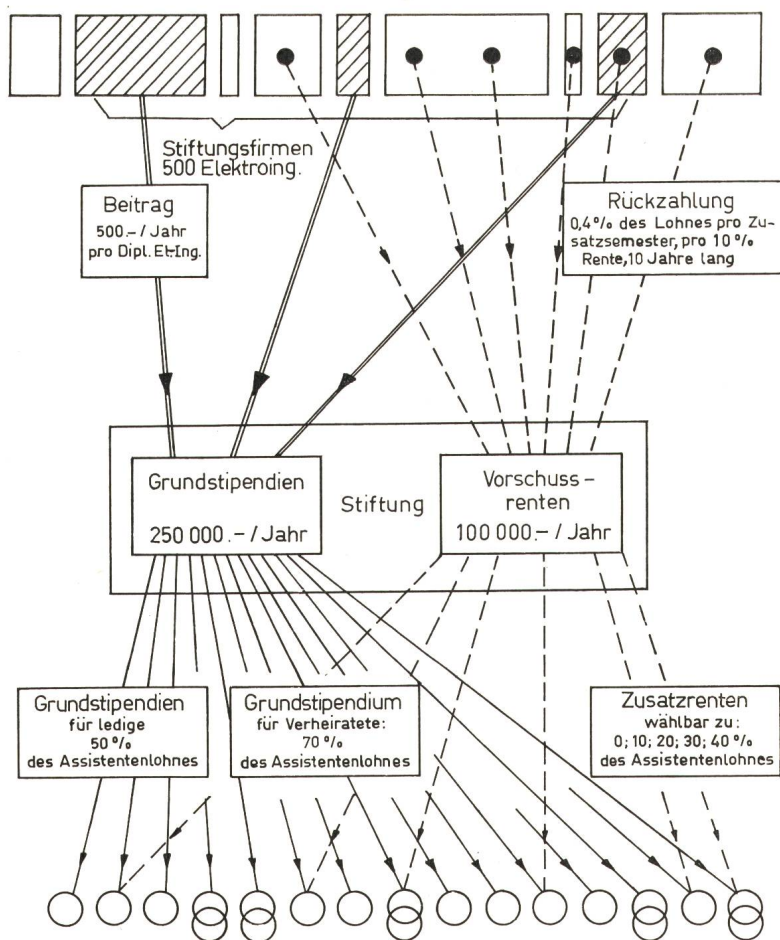 Stiftungsfirmen
500 Elektroing.
Beitrag
500.-/ Jahr
pro Dipl. El-Ing.
Rückzahlung
0,4% des Lohnes pro Zu-
satzsemester, pro 10 %
Rente, 10 Jahre lang
Grundstipendien
250 000.-/ Jahr
Stiftung
Vorschuss-
renten
100 000.-/ Jahr
Grundstipendien
für ledige
50 %
des Assistentenlohnes
Grundstipendium
für Verheiratete:
70 %
des Assistentenlohnes
Zusatzrenten
wählbar zu:
0; 10; 20; 30; 40 %
des Assistentenlohnes